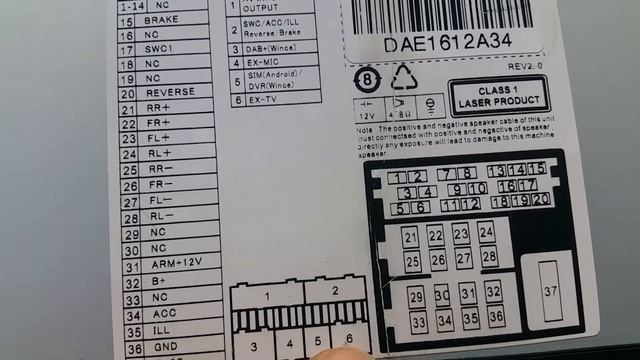 1-14 NC
15 BRAKE
16 NC
17 SWC1
18 NC
19 NC
20 REVERSE
21 RR+
22 FR+
23 FL+
24 RL+
25 RR−
26 FR−
27 FL−
28 RL−
29 NC
30 NC
31 ARM+12V
32 B+
33 NC
34 ACC
35 ILL
36 GND
1
OUTPUT
2 SWC/ACC/ILL
Reverse/Brake
3 DAB+(Wince)
4 EX-MIC
5 SIM(Android)/
DVR(Wince)
6 EX-TV
DAE1612A34
REV2.0
8
CLASS 1
LASER PRODUCT
12V 4~8Ω
Note: The positive and negative speaker cable of this unit
must connectsed with positive and negactive of speaker,
directly any exposure will lead to damage to this machine
speaker.
1 2 7 8 13 14 15
3 4 9 10 16 17
5 6 11 12 18 19 20
21 22 23 24
25 26 27 28
29 30 31 32
33 34 35 36
37
1 2
3 4 5 6